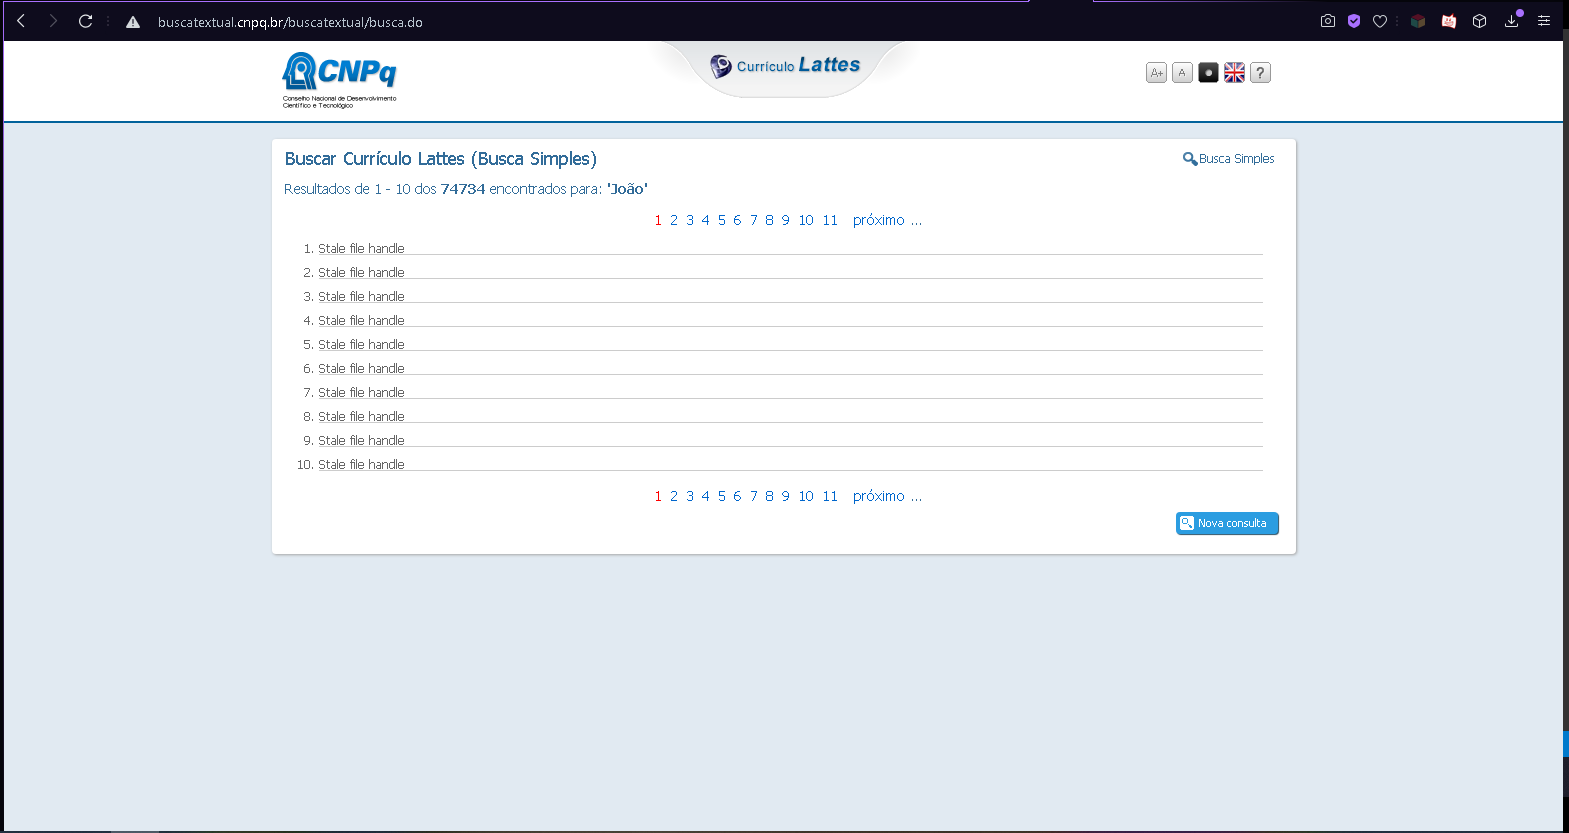 buscatextual.cnpq.br/buscatextual/busca.do
CNPq
Conselho Nacional de Desenvolvimento
Científico e Tecnológico
Currículo Lattes
A+ A ?
Buscar Currículo Lattes (Busca Simples)
Busca Simples
Resultados de 1 - 10 dos 74734 encontrados para: 'João'
1 2 3 4 5 6 7 8 9 10 11 próximo ...
1. Stale file handle
2. Stale file handle
3. Stale file handle
4. Stale file handle
5. Stale file handle
6. Stale file handle
7. Stale file handle
8. Stale file handle
9. Stale file handle
10. Stale file handle
1 2 3 4 5 6 7 8 9 10 11 próximo ...
Nova consulta